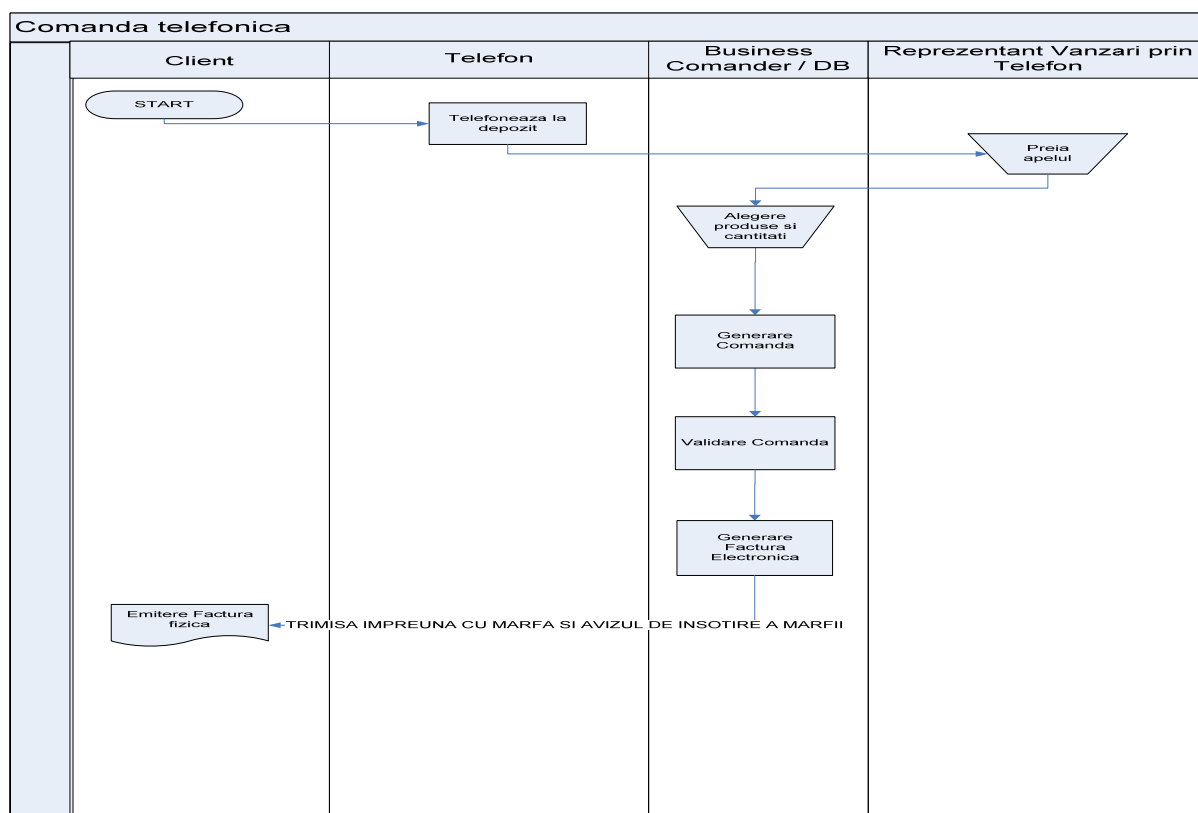 Comanda telefonica
Client
Telefon
Business
Comander / DB
Reprezentant Vanzari prin
Telefon
START
Telefoneaza la
depozit
Preia
apelul
Alegere
produse si
cantitati
Generare
Comanda
Validare Comanda
Generare
Factura
Electronica
Emitere Factura
fizica
TRIMISA IMPREUNA CU MARFA SI AVIZUL DE INSOTIRE A MARFII